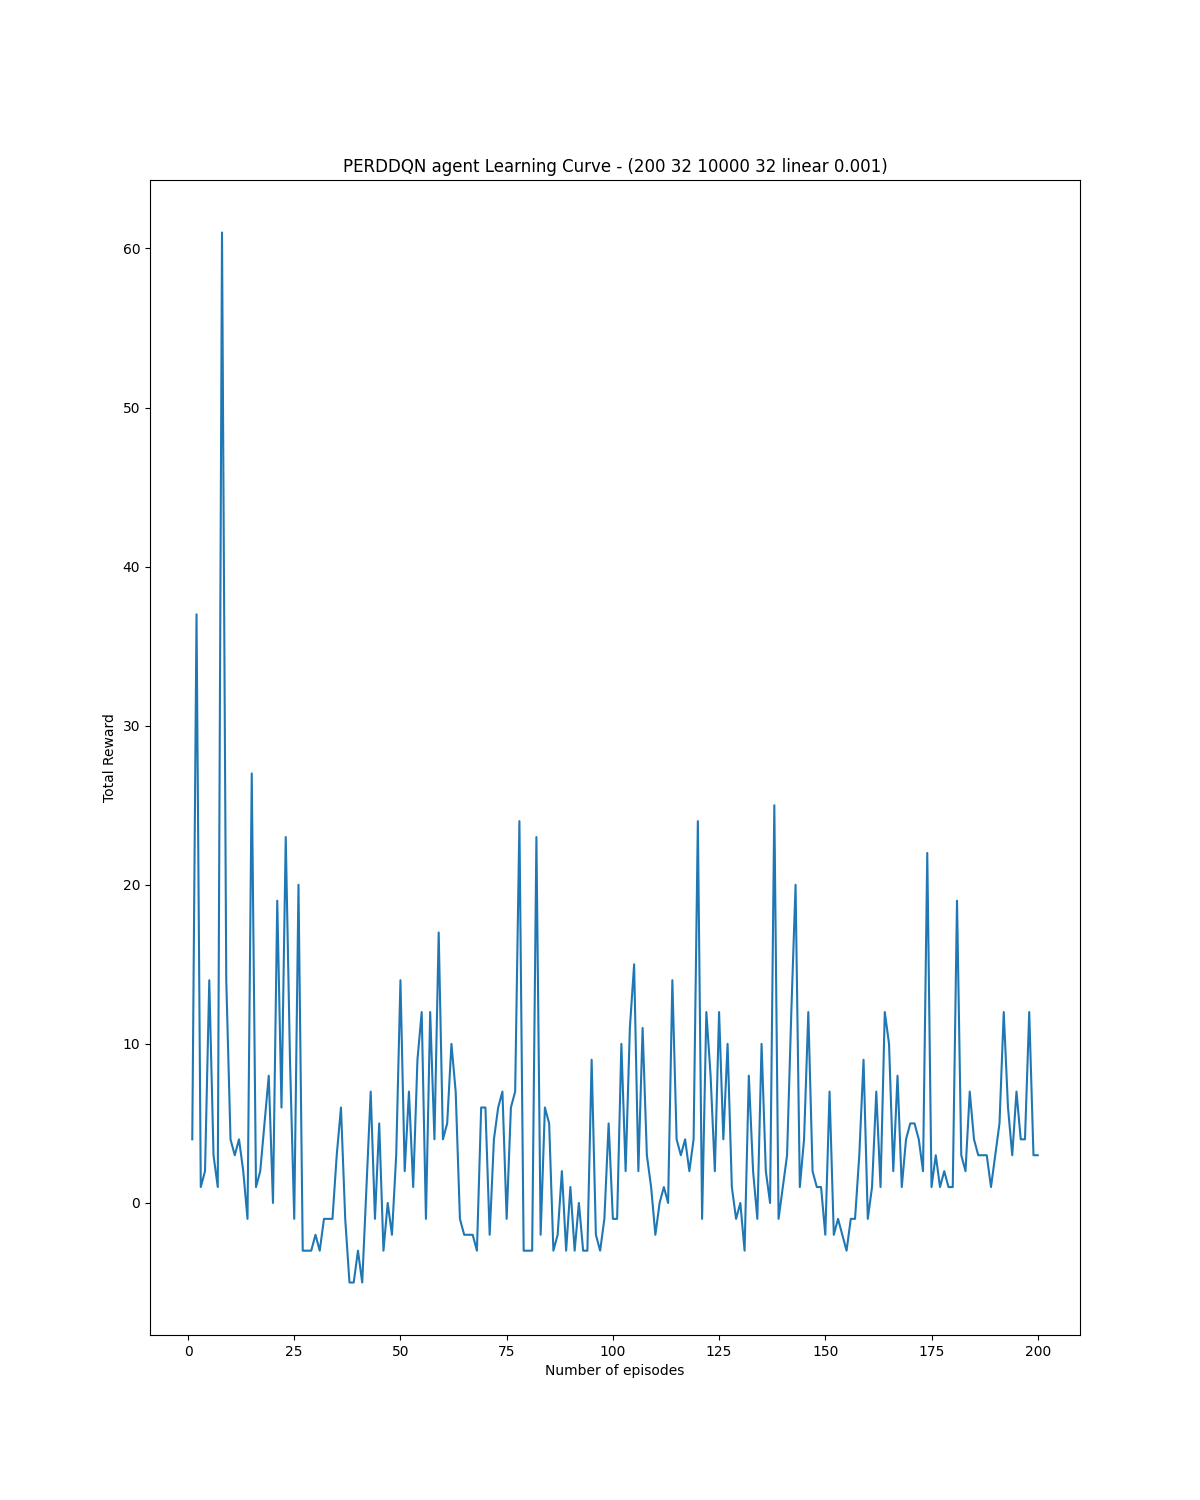 PERDDQN agent Learning Curve - (200 32 10000 32 linear 0.001)
60
50
40
30
20
10
0
Total Reward
0 25 50 75 100 125 150 175 200
Number of episodes